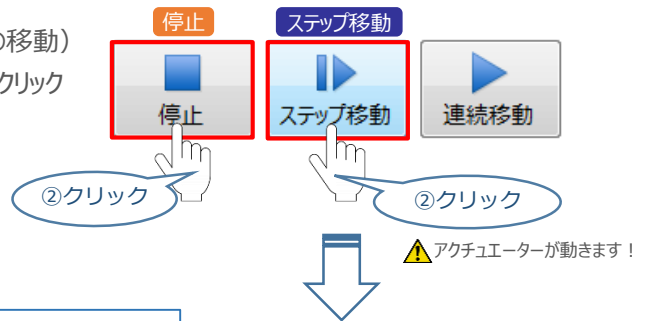 停止 ステップ移動
の移動）
クリック
停止 ステップ移動 連続移動
②クリック ②クリック
アクチュエーターが動きます！